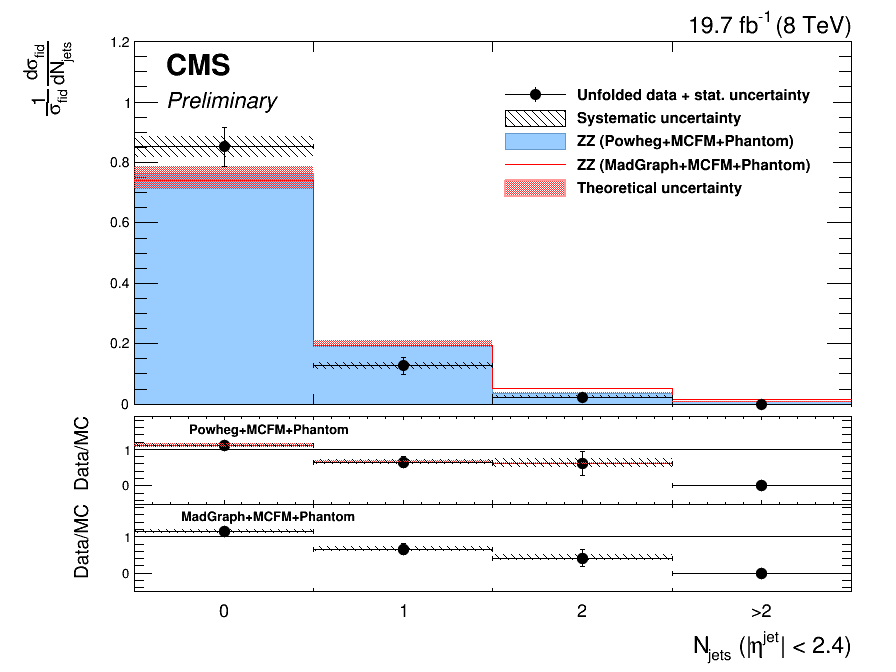 19.7 fb⁻¹ (8 TeV)
1/σ_fid dσ_fid/dN_jets
1.2
CMS
1
Preliminary
Unfolded data + stat. uncertainty
Systematic uncertainty
ZZ (Powheg+MCFM+Phantom)
ZZ (MadGraph+MCFM+Phantom)
Theoretical uncertainty
0.8
0.6
0.4
0.2
0
Data/MC
Powheg+MCFM+Phantom
1
0
Data/MC
MadGraph+MCFM+Phantom
1
0
0 1 2 >2
N_jets (|η^jet| < 2.4)